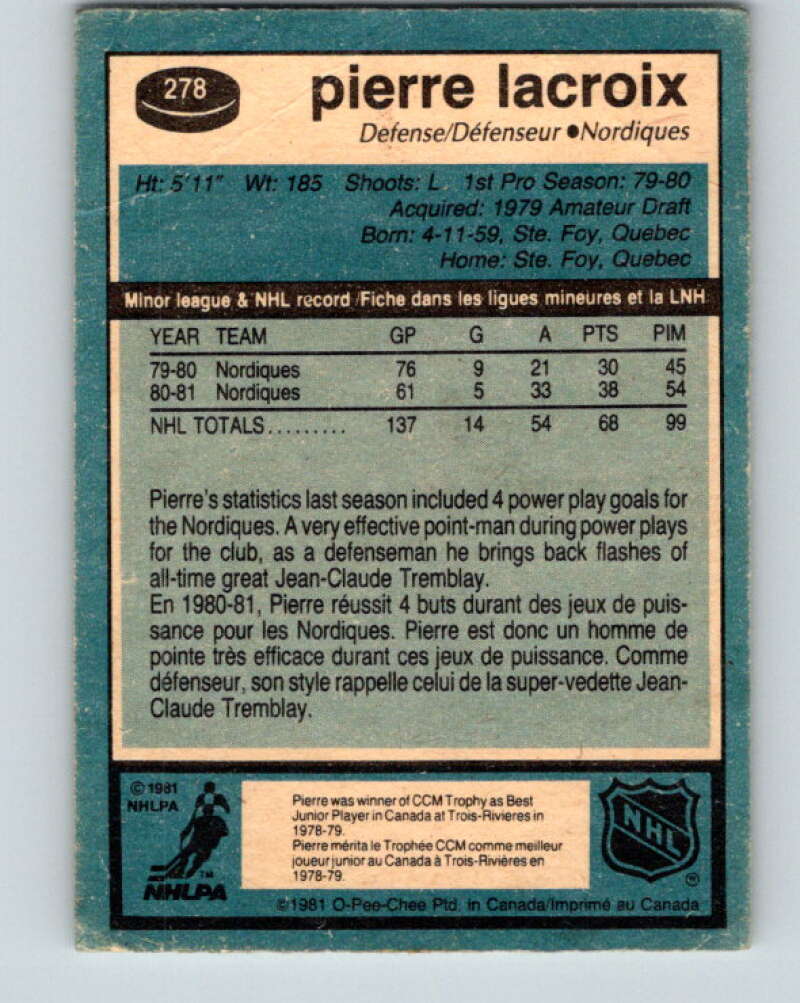 278
pierre lacroix
Defense/Défenseur ●Nordiques
Ht: 5'11" Wt: 185 Shoots: L 1st Pro Season: 79-80
Acquired: 1979 Amateur Draft
Born: 4-11-59, Ste. Foy, Quebec
Home: Ste. Foy, Quebec
Minor league & NHL record/Fiche dans les ligues mineures et la LNH
YEAR TEAM GP G A PTS PIM
79-80 Nordiques 76 9 21 30 45
80-81 Nordiques 61 5 33 38 54
NHL TOTALS......... 137 14 54 68 99
Pierre's statistics last season included 4 power play goals for
the Nordiques. A very effective point-man during power plays
for the club, as a defenseman he brings back flashes of
all-time great Jean-Claude Tremblay.
En 1980-81, Pierre réussit 4 buts durant des jeux de puis-
sance pour les Nordiques. Pierre est donc un homme de
pointe très efficace durant ces jeux de puissance. Comme
défenseur, son style rappelle celui de la super-vedette Jean-
Claude Tremblay.
© 1981
NHLPA
TM
NHLPA
Pierre was winner of CCM Trophy as Best
Junior Player in Canada at Trois-Rivieres in
1978-79.
Pierre mérita le Trophée CCM comme meilleur
joueur junior au Canada à Trois-Rivières en
1978-79.
NHL
®
©1981 O-Pee-Chee Ptd. in Canada/Imprimé au Canada